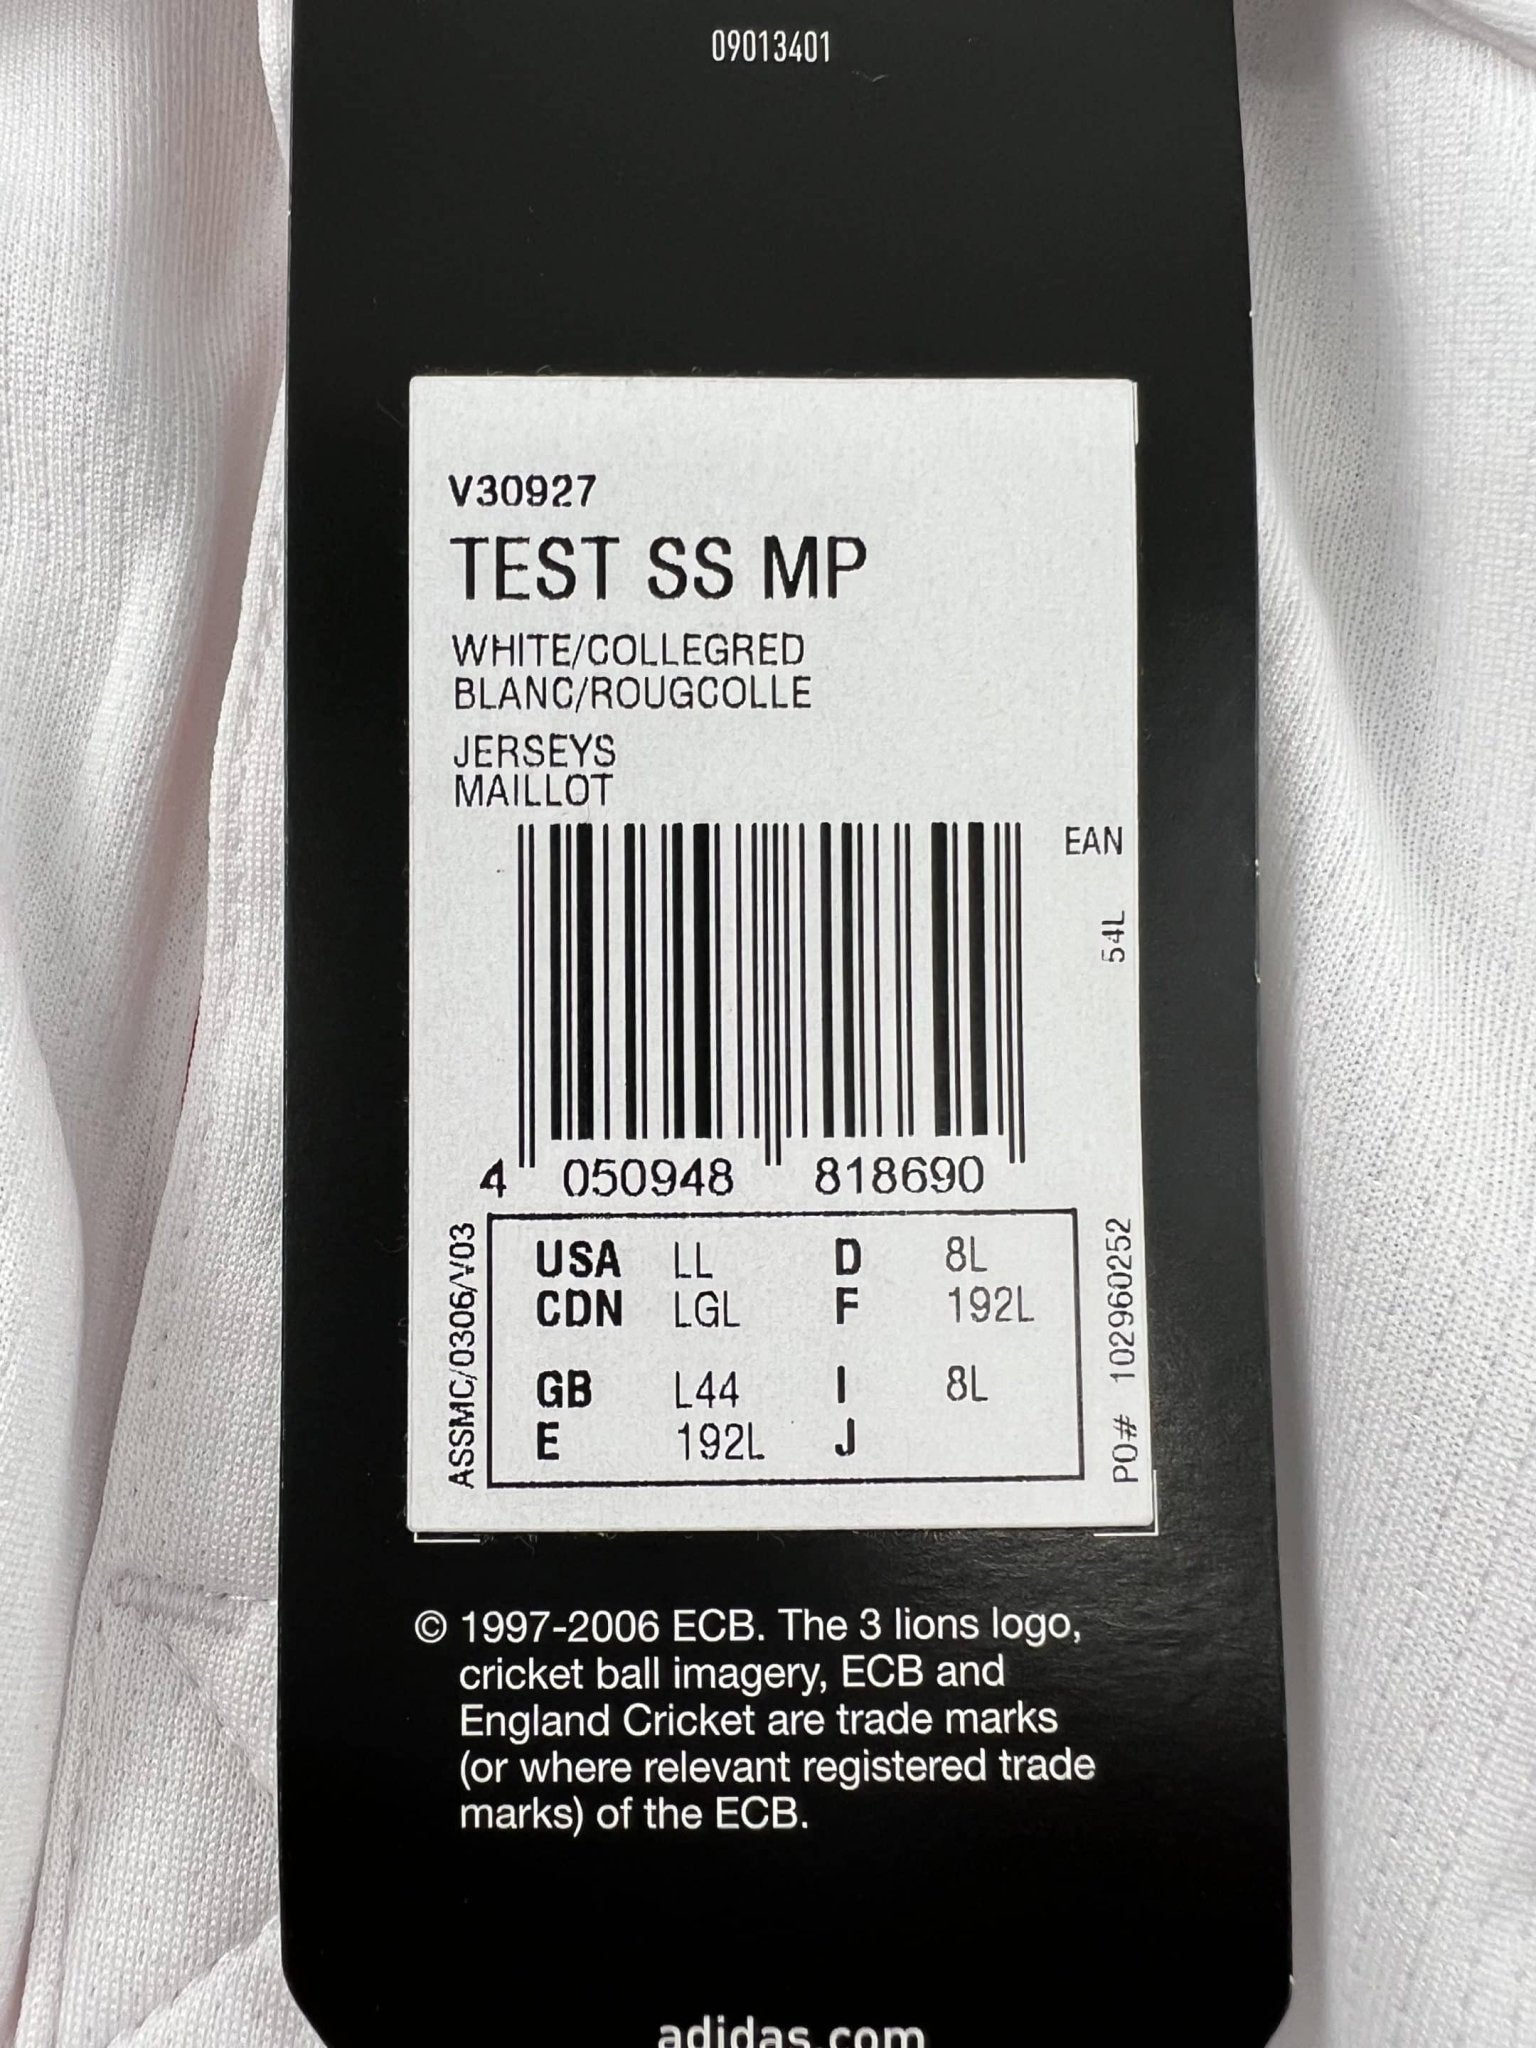 09013401
V30927
TEST SS MP
WHITE/COLLEGRED
BLANC/ROUGCOLLE
JERSEYS
MAILLOT
EAN
54L
4 050948 818690
USA LL D 8L
CDN LGL F 192L
GB L44 I 8L
E 192L J
ASSMC/0306/V03
PO# 102960252
© 1997-2006 ECB. The 3 lions logo,
cricket ball imagery, ECB and
England Cricket are trade marks
(or where relevant registered trade
marks) of the ECB.
adidas.com